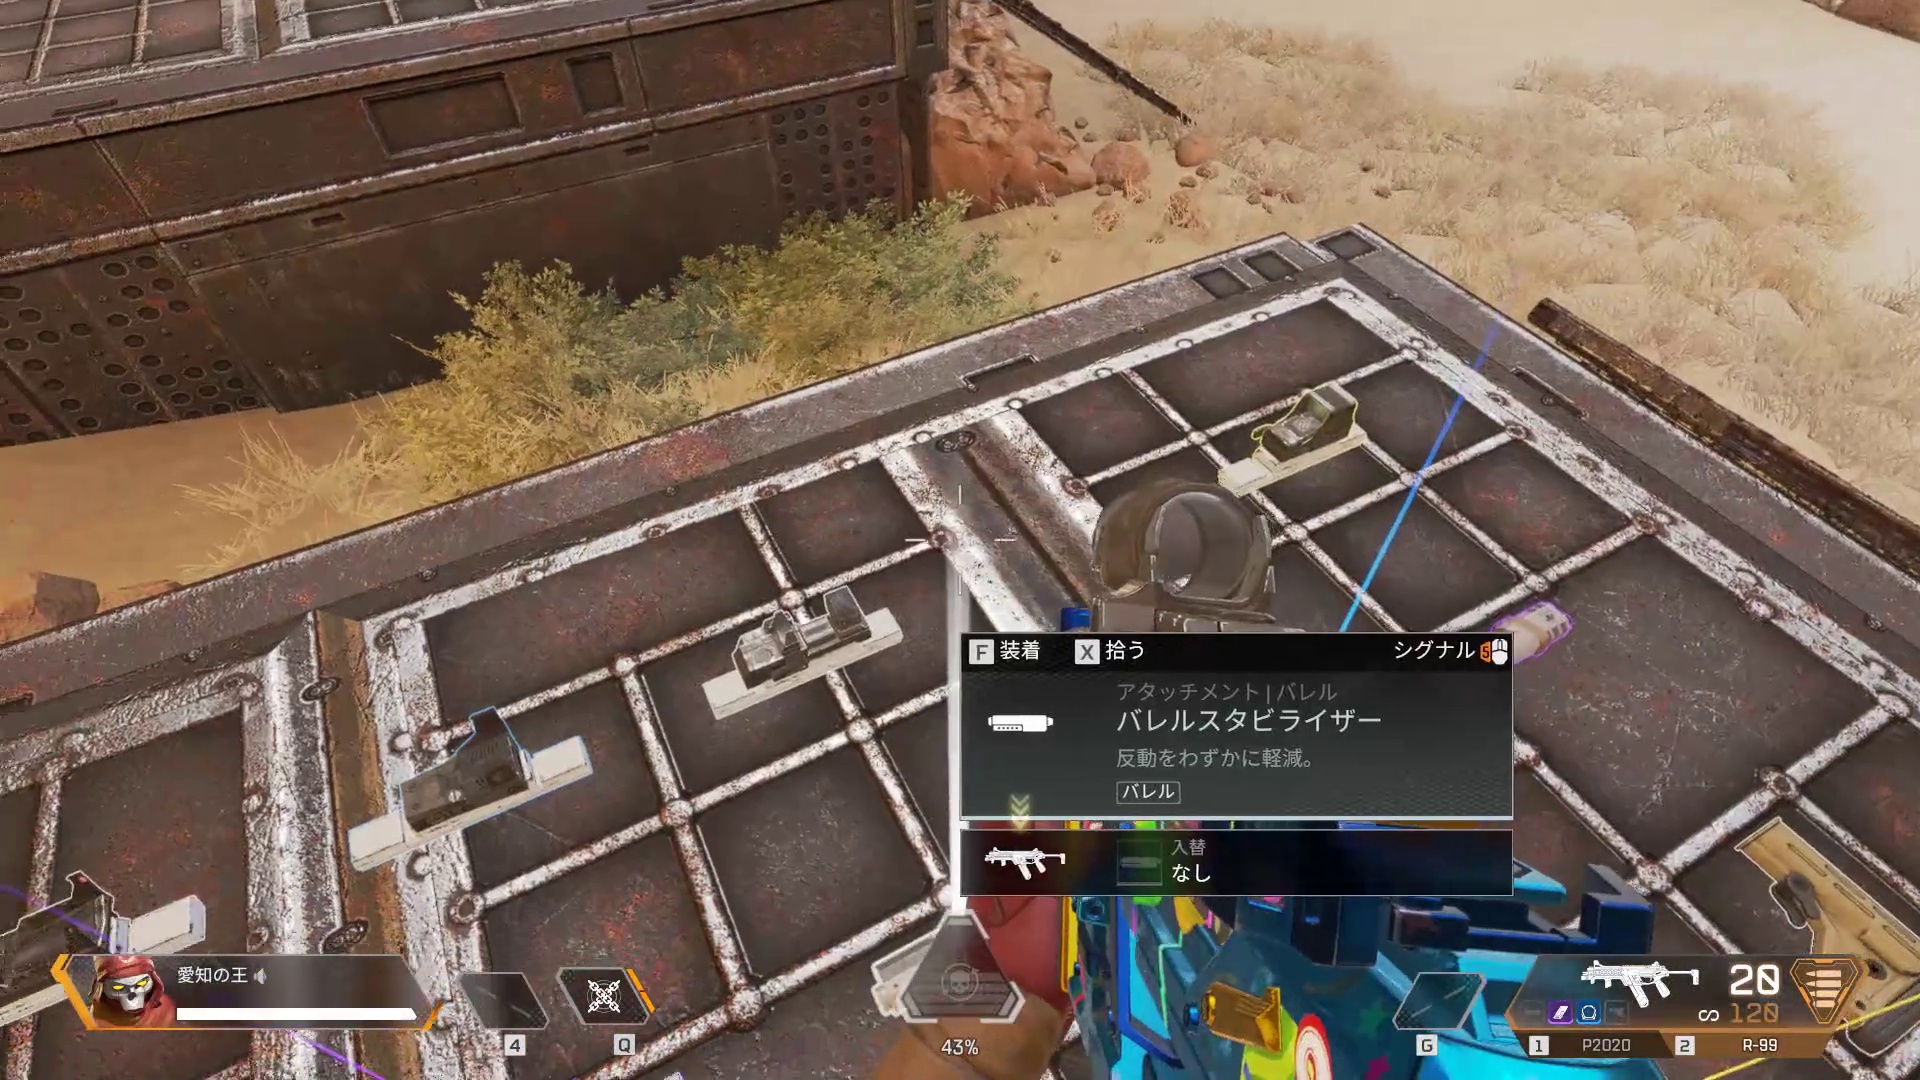 F 装着 X 拾う シグナル 5
アタッチメント | バレル
バレルスタビライザー
反動をわずかに軽減。
バレル
入替
なし
愛知の王
4 Q
43%
G
20
∞ 120
1 P2020 2 R-99